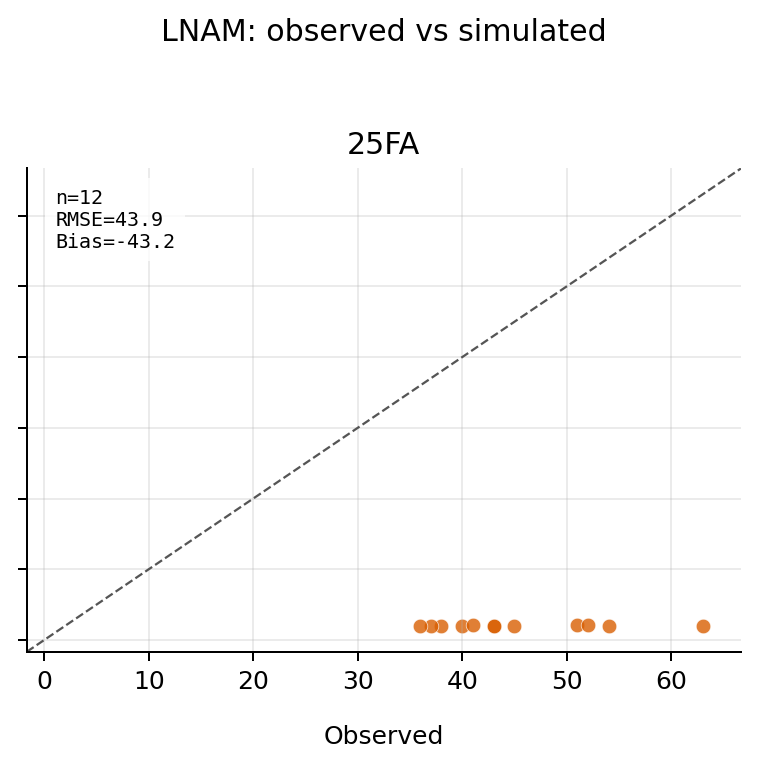 LNAM: observed vs simulated
25FA
n=12
RMSE=43.9
Bias=-43.2
0 10 20 30 40 50 60
Observed